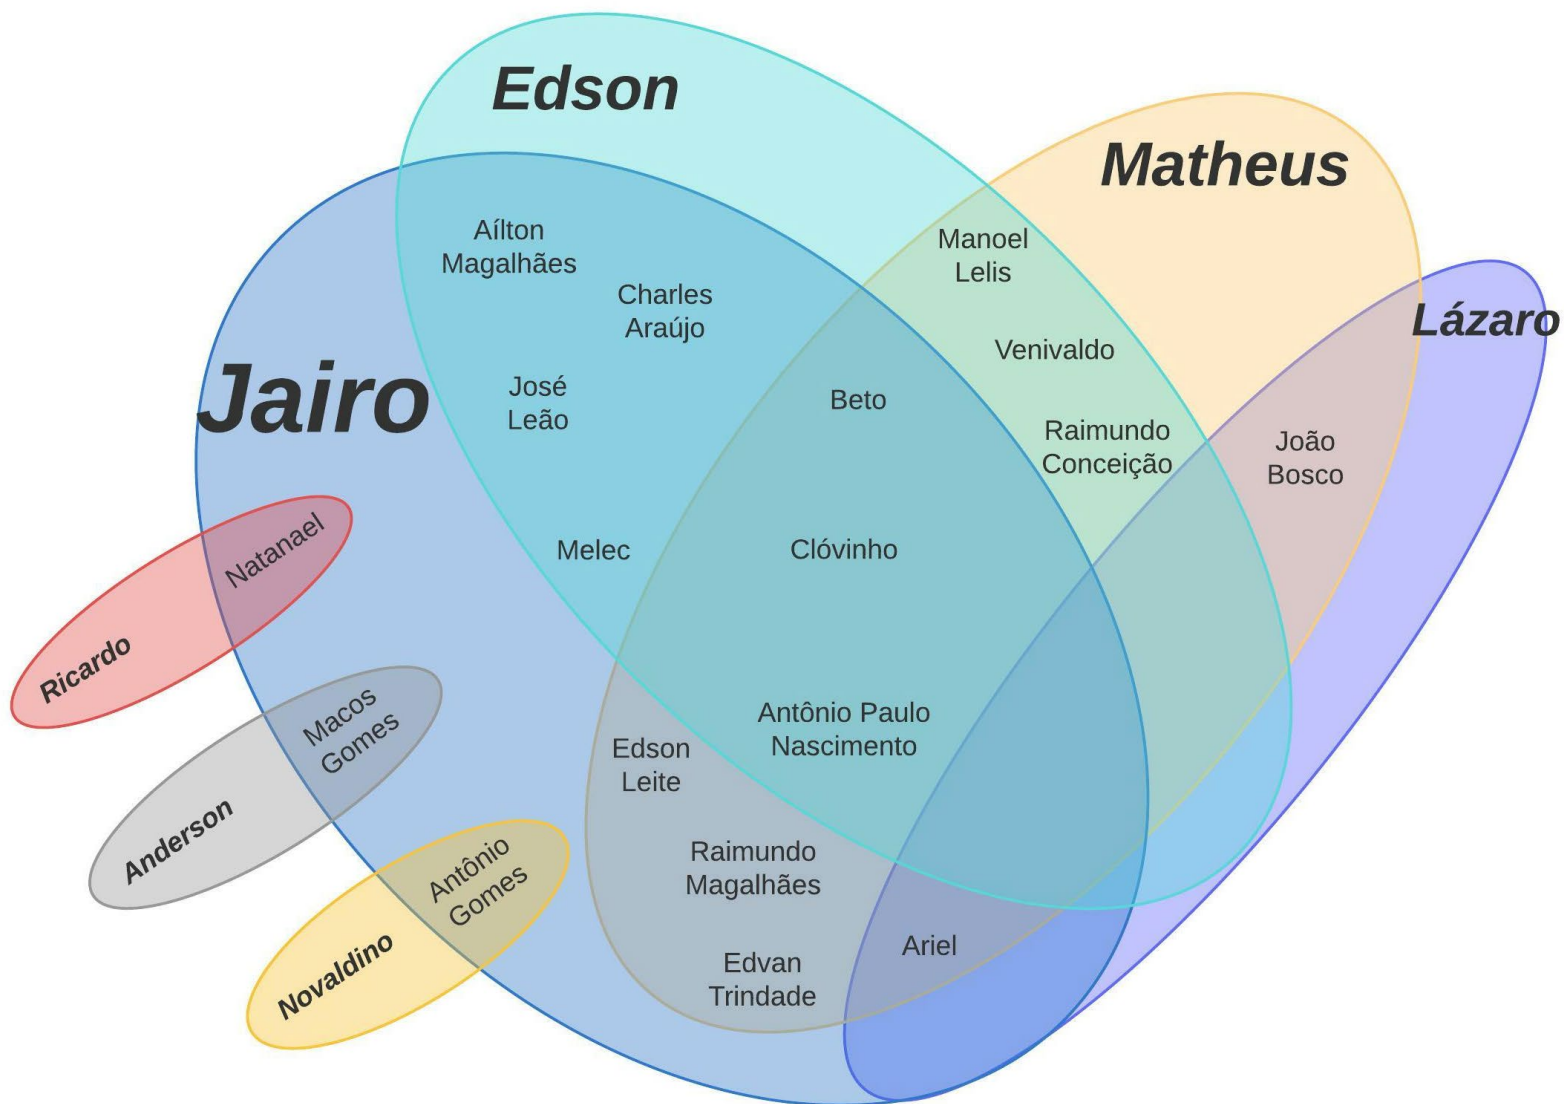 Edson
Matheus
Aílton
Magalhães
Manoel
Lelis
Charles
Araújo
Lázaro
Venivaldo
Jairo
José
Leão
Beto
Raimundo
Conceição
João
Bosco
Natanael
Melec
Clóvinho
Ricardo
Macos
Gomes
Antônio Paulo
Nascimento
Edson
Leite
Anderson
Antônio
Gomes
Raimundo
Magalhães
Novaldino
Ariel
Edvan
Trindade